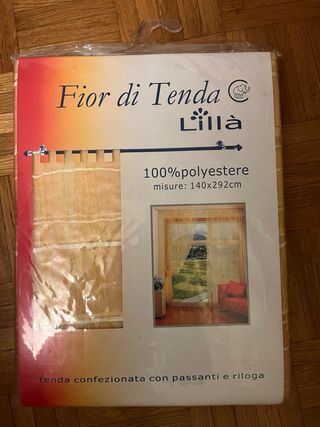 Fior di Tenda
Lillà
100%polyestere
misure: 140x292cm
tenda confezionata con passanti e riloga